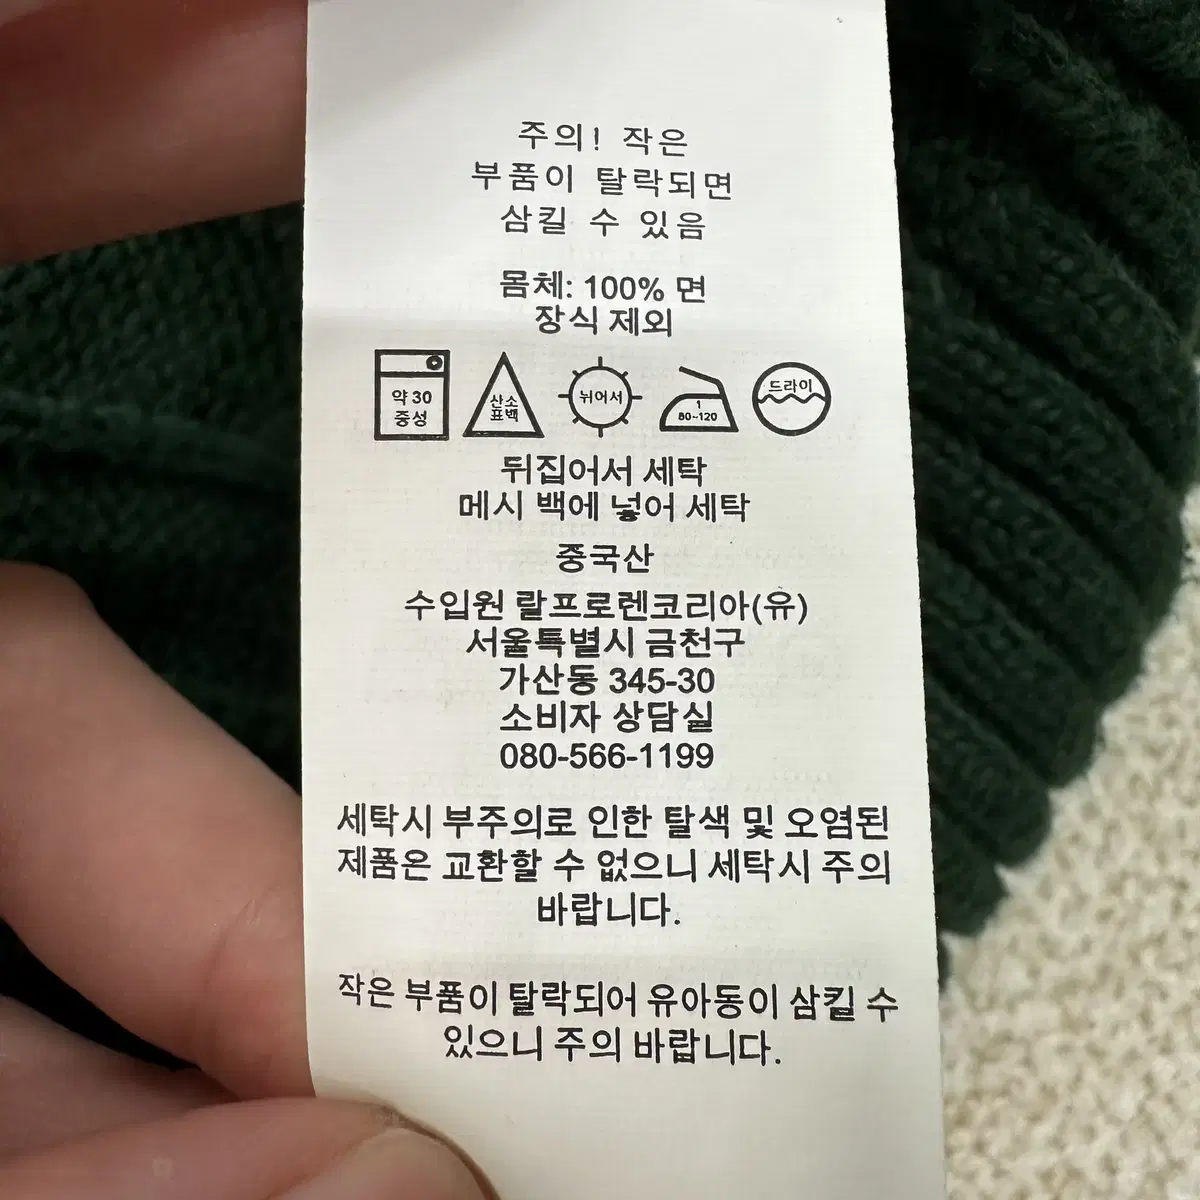 주의! 작은
부품이 탈락되면
삼킬 수 있음
몸체: 100% 면
장식 제외
약 30
중성
산소
표백
뉘어서
1
80~120
드라이
뒤집어서 세탁
메시 백에 넣어 세탁
중국산
수입원 랄프로렌코리아(유)
서울특별시 금천구
가산동 345-30
소비자 상담실
080-566-1199
세탁시 부주의로 인한 탈색 및 오염된
제품은 교환할 수 없으니 세탁시 주의
바랍니다.
작은 부품이 탈락되어 유아동이 삼킬 수
있으니 주의 바랍니다.